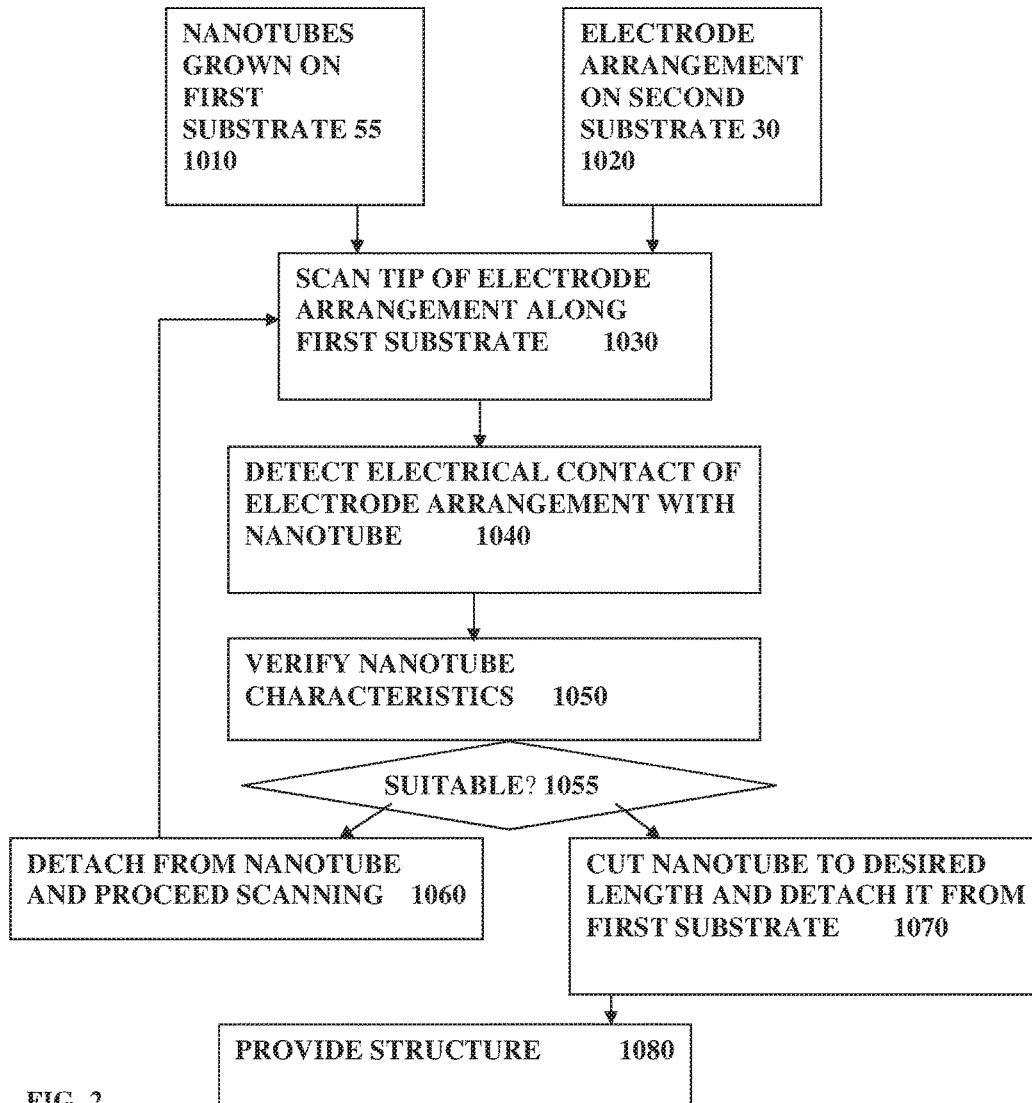 NANOTUBES
GROWN ON
FIRST
SUBSTRATE 55
1010
ELECTRODE
ARRANGEMENT
ON SECOND
SUBSTRATE 30
1020
SCAN TIP OF ELECTRODE
ARRANGEMENT ALONG
FIRST SUBSTRATE 1030
DETECT ELECTRICAL CONTACT OF
ELECTRODE ARRANGEMENT WITH
NANOTUBE 1040
VERIFY NANOTUBE
CHARACTERISTICS 1050
SUITABLE? 1055
DETACH FROM NANOTUBE
AND PROCEED SCANNING 1060
CUT NANOTUBE TO DESIRED
LENGTH AND DETACH IT FROM
FIRST SUBSTRATE 1070
PROVIDE STRUCTURE 1080
FIG. 2